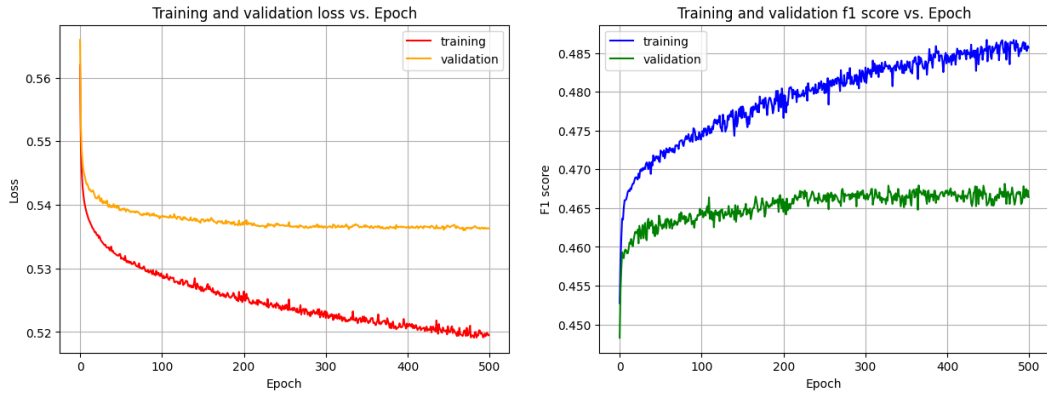 Training and validation loss vs. Epoch
training
validation
0.56
0.55
0.54
0.53
0.52
Loss
0
100
200
300
400
500
Epoch
Training and validation f1 score vs. Epoch
training
validation
0.485
0.480
0.475
0.470
0.465
0.460
0.455
0.450
F1 score
0
100
200
300
400
500
Epoch